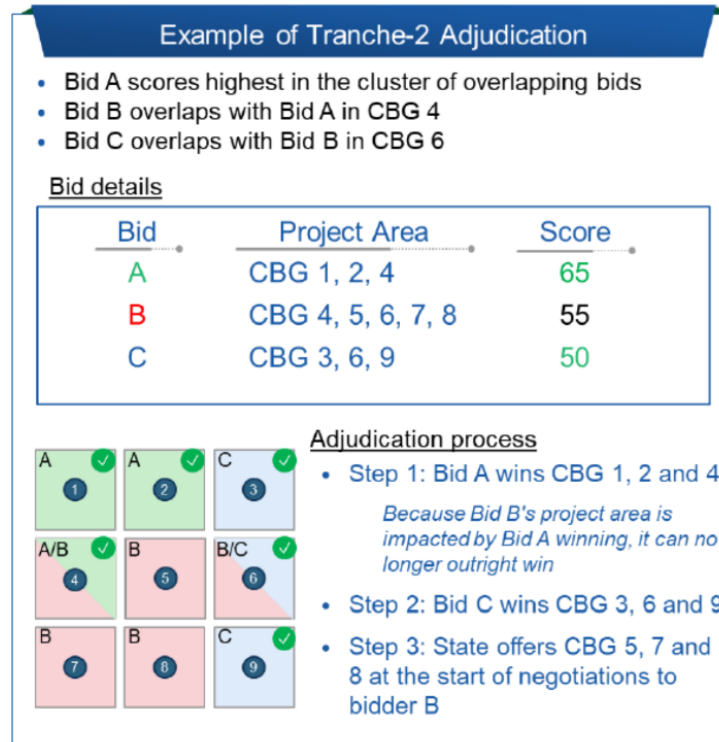 Example of Tranche-2 Adjudication
• Bid A scores highest in the cluster of overlapping bids
• Bid B overlaps with Bid A in CBG 4
• Bid C overlaps with Bid B in CBG 6
Bid details
Bid Project Area Score
A CBG 1, 2, 4 65
B CBG 4, 5, 6, 7, 8 55
C CBG 3, 6, 9 50
A A C
1 2 3
A/B B B/C
4 5 6
B B C
7 8 9
Adjudication process
• Step 1: Bid A wins CBG 1, 2 and 4
Because Bid B's project area is
impacted by Bid A winning, it can no
longer outright win
• Step 2: Bid C wins CBG 3, 6 and 9
• Step 3: State offers CBG 5, 7 and
8 at the start of negotiations to
bidder B